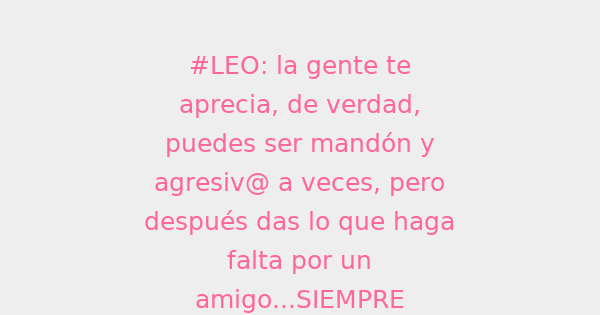 #LEO: la gente te
aprecia, de verdad,
puedes ser mandón y
agresiv@ a veces, pero
después das lo que haga
falta por un
amigo...SIEMPRE